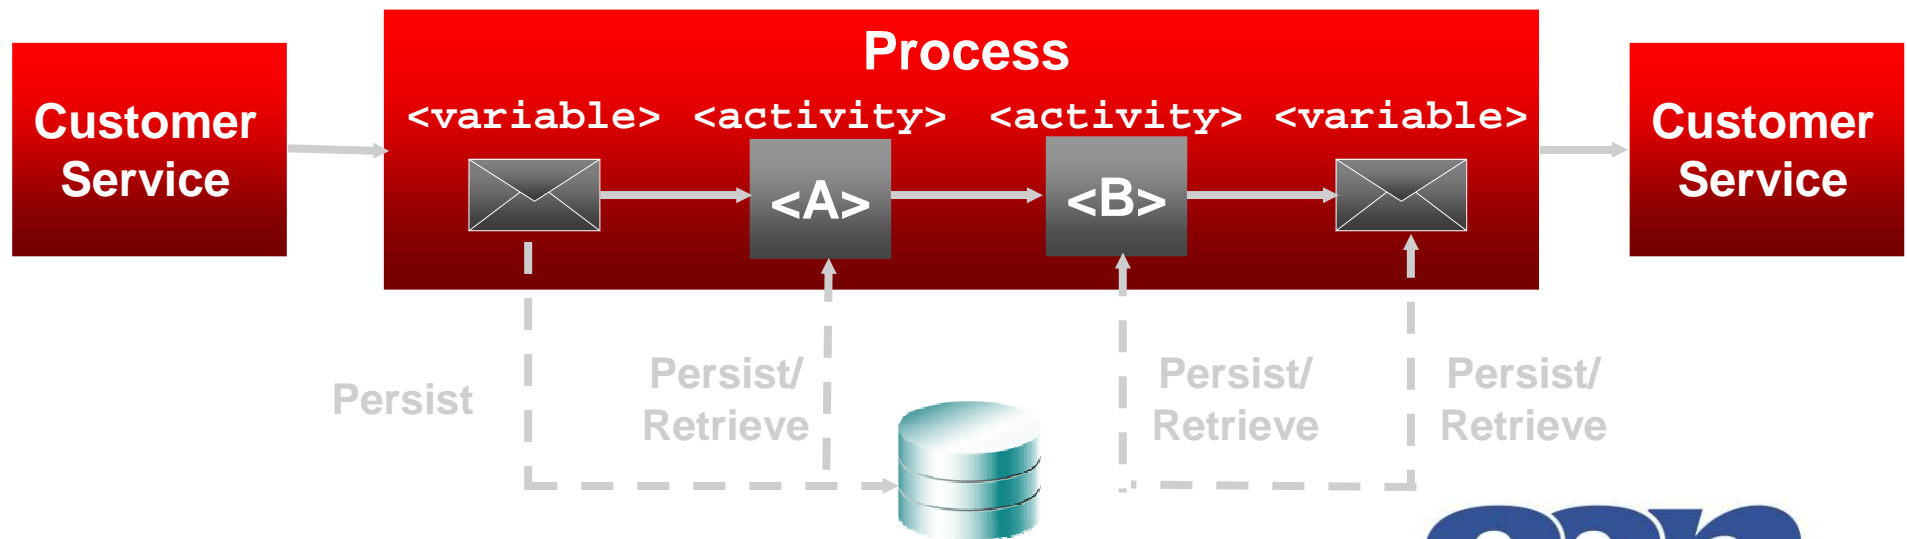 Process
Customer
Service
<variable>
<activity>
<activity>
<variable>
Customer
Service
<A>
<B>
Persist
Persist/
Retrieve
Persist/
Retrieve
Persist/
Retrieve